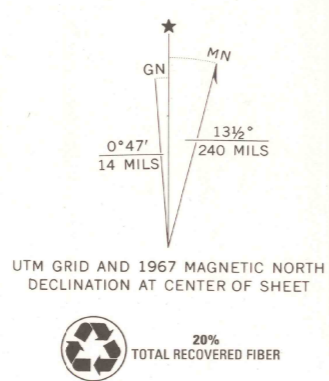 ★
MN
GN
0°47′
14 MILS
13½°
240 MILS
UTM GRID AND 1967 MAGNETIC NORTH
DECLINATION AT CENTER OF SHEET
20%
TOTAL RECOVERED FIBER